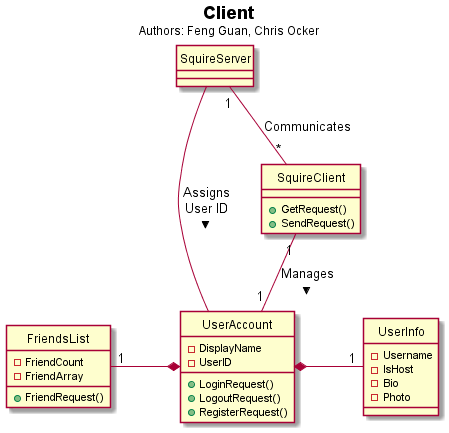 Client
Authors: Feng Guan, Chris Ocker
SquireServer
1
Communicates
*
SquireClient
GetRequest()
SendRequest()
Assigns
User ID
▼
1
Manages
▼
1
UserAccount
DisplayName
UserID
LoginRequest()
LogoutRequest()
RegisterRequest()
FriendsList
FriendCount
FriendArray
FriendRequest()
1
1
UserInfo
Username
IsHost
Bio
Photo